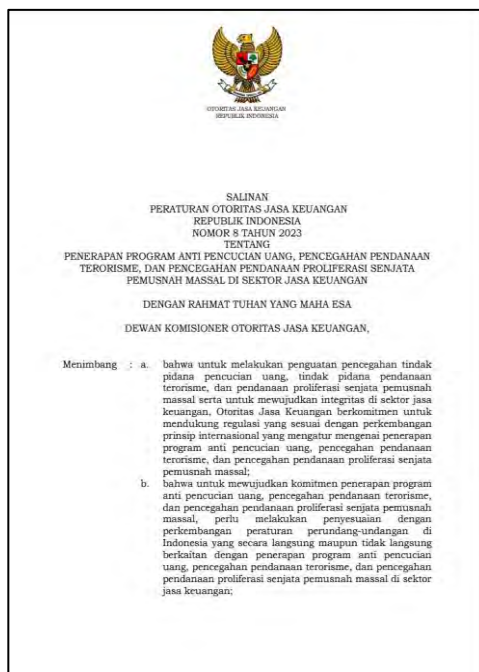 OTORITAS JASA KEUANGAN
REPUBLIK INDONESIA
SALINAN
PERATURAN OTORITAS JASA KEUANGAN
REPUBLIK INDONESIA
NOMOR 8 TAHUN 2023
TENTANG
PENERAPAN PROGRAM ANTI PENCUCIAN UANG, PENCEGAHAN PENDANAAN
TERORISME, DAN PENCEGAHAN PENDANAAN PROLIFERASI SENJATA
PEMUSNAH MASSAL DI SEKTOR JASA KEUANGAN
DENGAN RAHMAT TUHAN YANG MAHA ESA
DEWAN KOMISIONER OTORITAS JASA KEUANGAN,
Menimbang : a. bahwa untuk melakukan penguatan pencegahan tindak
pidana pencucian uang, tindak pidana pendanaan
terorisme, dan pendanaan proliferasi senjata pemusnah
massal serta untuk mewujudkan integritas di sektor jasa
keuangan, Otoritas Jasa Keuangan berkomitmen untuk
mendukung regulasi yang sesuai dengan perkembangan
prinsip internasional yang mengatur mengenai penerapan
program anti pencucian uang, pencegahan pendanaan
terorisme, dan pencegahan pendanaan proliferasi senjata
pemusnah massal;
b. bahwa untuk mewujudkan komitmen penerapan program
anti pencucian uang, pencegahan pendanaan terorisme,
dan pencegahan pendanaan proliferasi senjata pemusnah
massal, perlu melakukan penyesuaian dengan
perkembangan peraturan perundang-undangan di
Indonesia yang secara langsung maupun tidak langsung
berkaitan dengan penerapan program anti pencucian
uang, pencegahan pendanaan terorisme, dan pencegahan
pendanaan proliferasi senjata pemusnah massal di sektor
jasa keuangan;